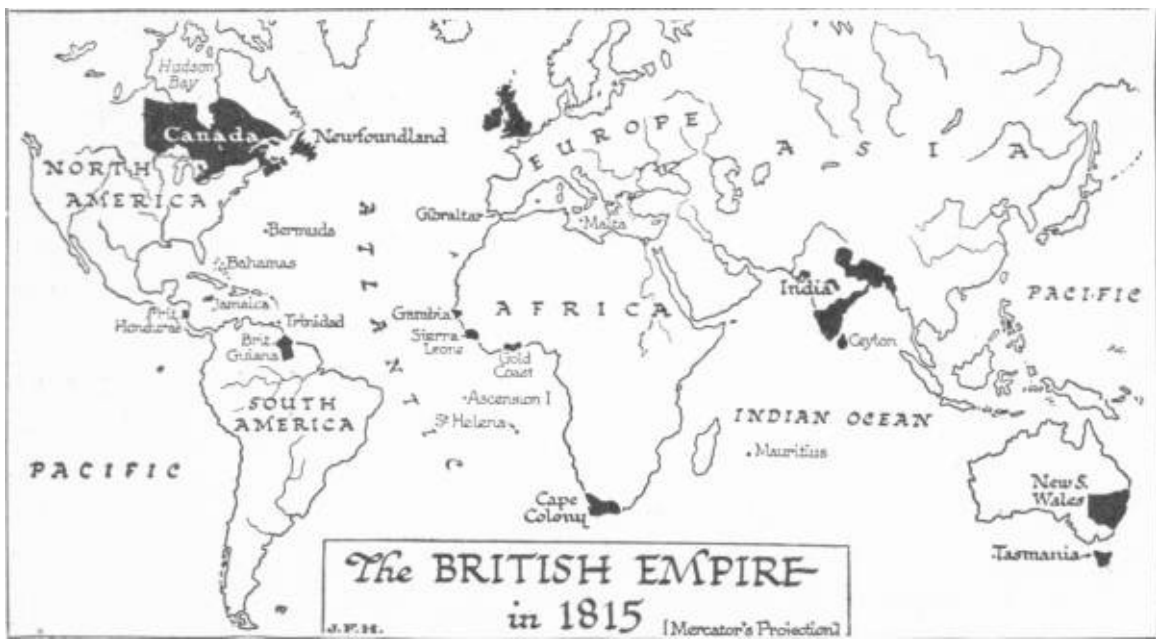 Hudson
Bay
Canada
Newfoundland
NORTH
AMERICA
Bermuda
Bahamas
Jamaica
Brit
Honduras
Trinidad
Brit
Guiana
SOUTH
AMERICA
PACIFIC
ATLANTIC
EUROPE
ASIA
Gibraltar
Malta
AFRICA
Gambia
Sierra
Leone
Gold
Coast
Ascension I
St Helena
Cape
Colony
India
Ceylon
PACIFIC
INDIAN OCEAN
Mauritius
New S.
Wales
Tasmania
The BRITISH EMPIRE
in 1815
J.F.H.
[Mercator's Projection]